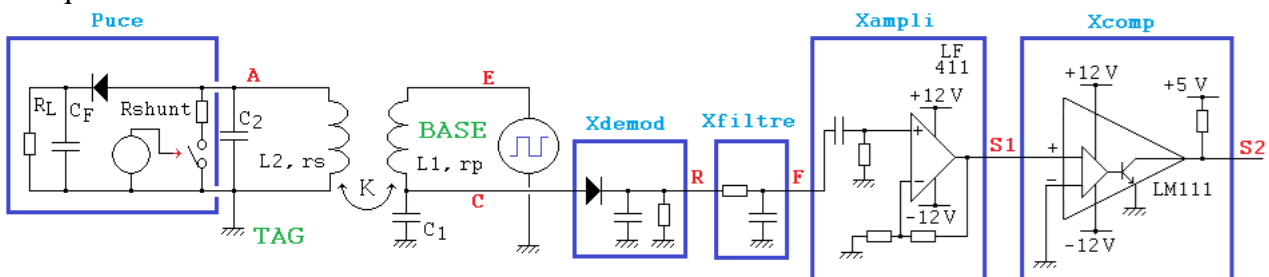 Puce
Xampli
Xcomp
LF
411
A
E
+12 V
+12 V
+5 V
RL
CF
Rshunt
C2
BASE
Xdemod
Xfiltre
L2, rs
L1, rp
K
R
F
S1
S2
C
+
-
+
-
LM111
-12 V
-12 V
TAG
C1